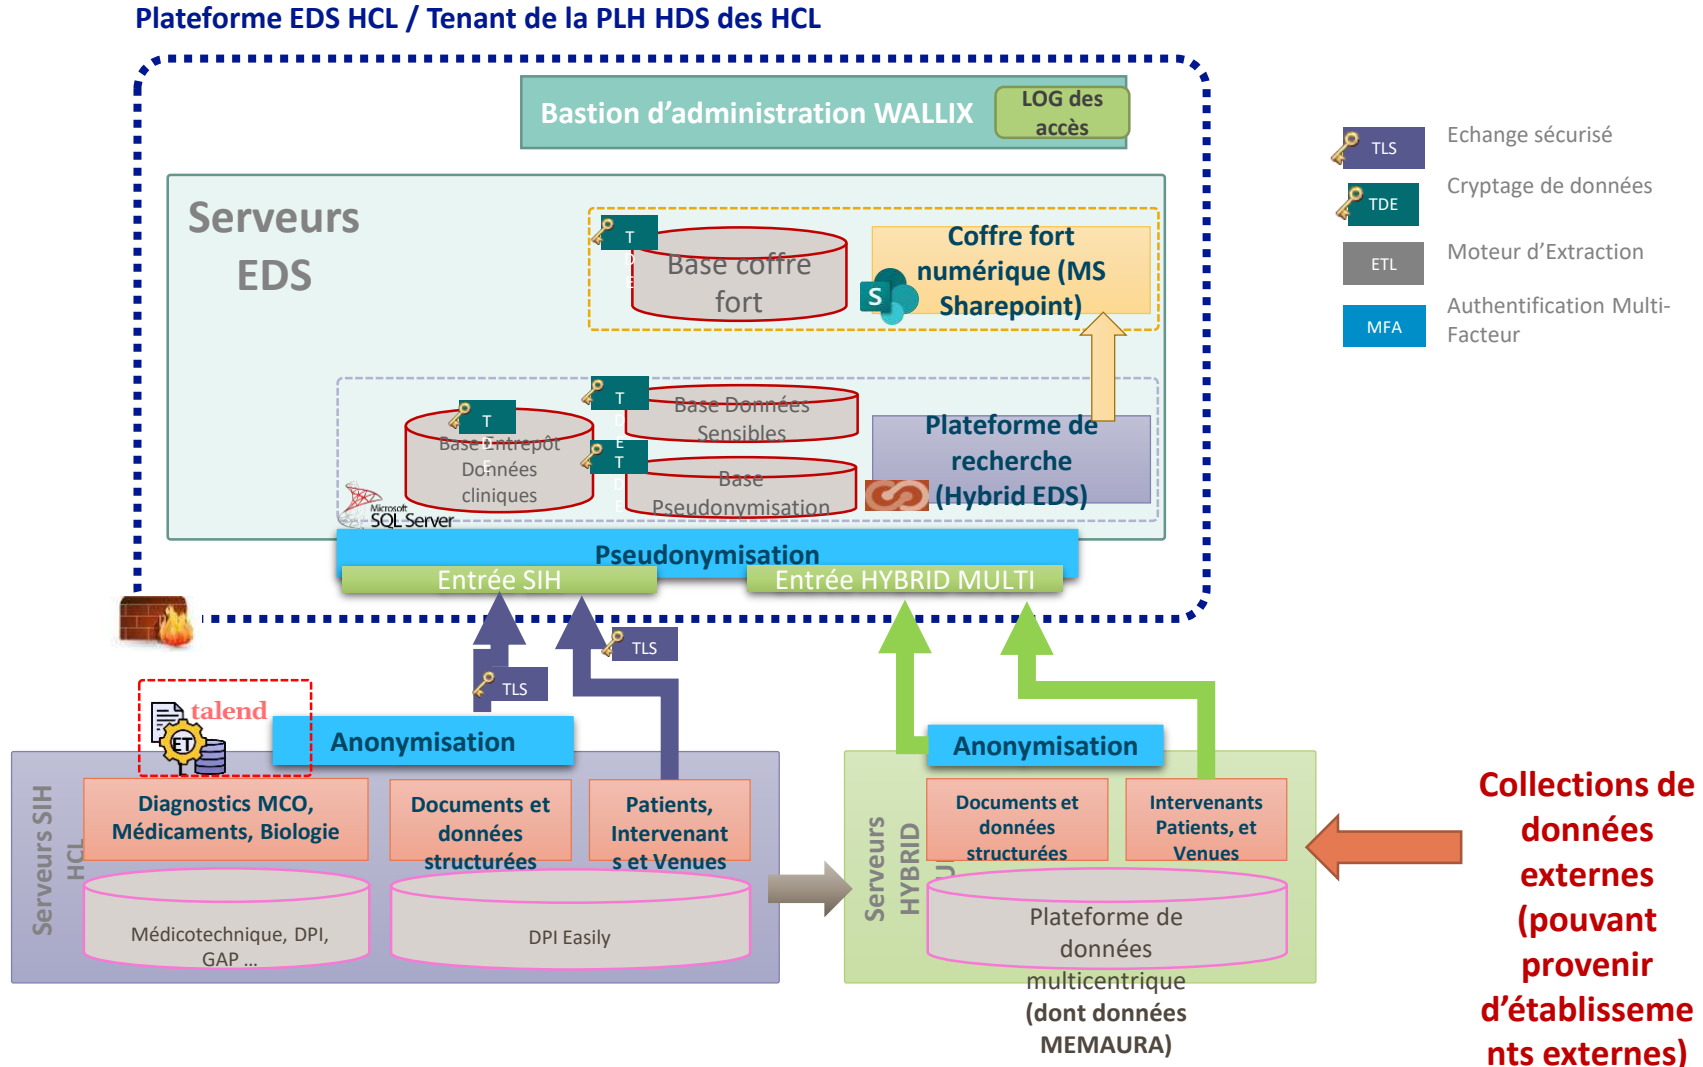 Plateforme EDS HCL / Tenant de la PLH HDS des HCL
Bastion d'administration WALLIX
LOG des
accès
TLS
Echange sécurisé
TDE
Cryptage de données
ETL
Moteur d'Extraction
MFA
Authentification Multi-
Facteur
Serveurs
EDS
T
D
E
Base coffre
fort
Coffre fort
numérique (MS
Sharepoint)
S
T
D
E
Base Entrepôt
Données
cliniques
T
D
E
Base Données
Sensibles
T
D
E
Base
Pseudonymisation
Plateforme de
recherche
(Hybrid EDS)
Microsoft
SQL Server
Pseudonymisation
Entrée SIH
Entrée HYBRID MULTI
TLS
TLS
talend
ET
Anonymisation
Anonymisation
Serveurs SIH
HCL
Diagnostics MCO,
Médicaments, Biologie
Documents et
données
structurées
Patients,
Intervenant
s et Venues
Médicotechnique, DPI,
GAP ...
DPI Easily
Serveurs
HYBRID
Documents et
données
structurées
Intervenants
Patients, et
Venues
Plateforme de
données
multicentrique
(dont données
MEMAURA)
Collections de
données
externes
(pouvant
provenir
d'établisseme
nts externes)